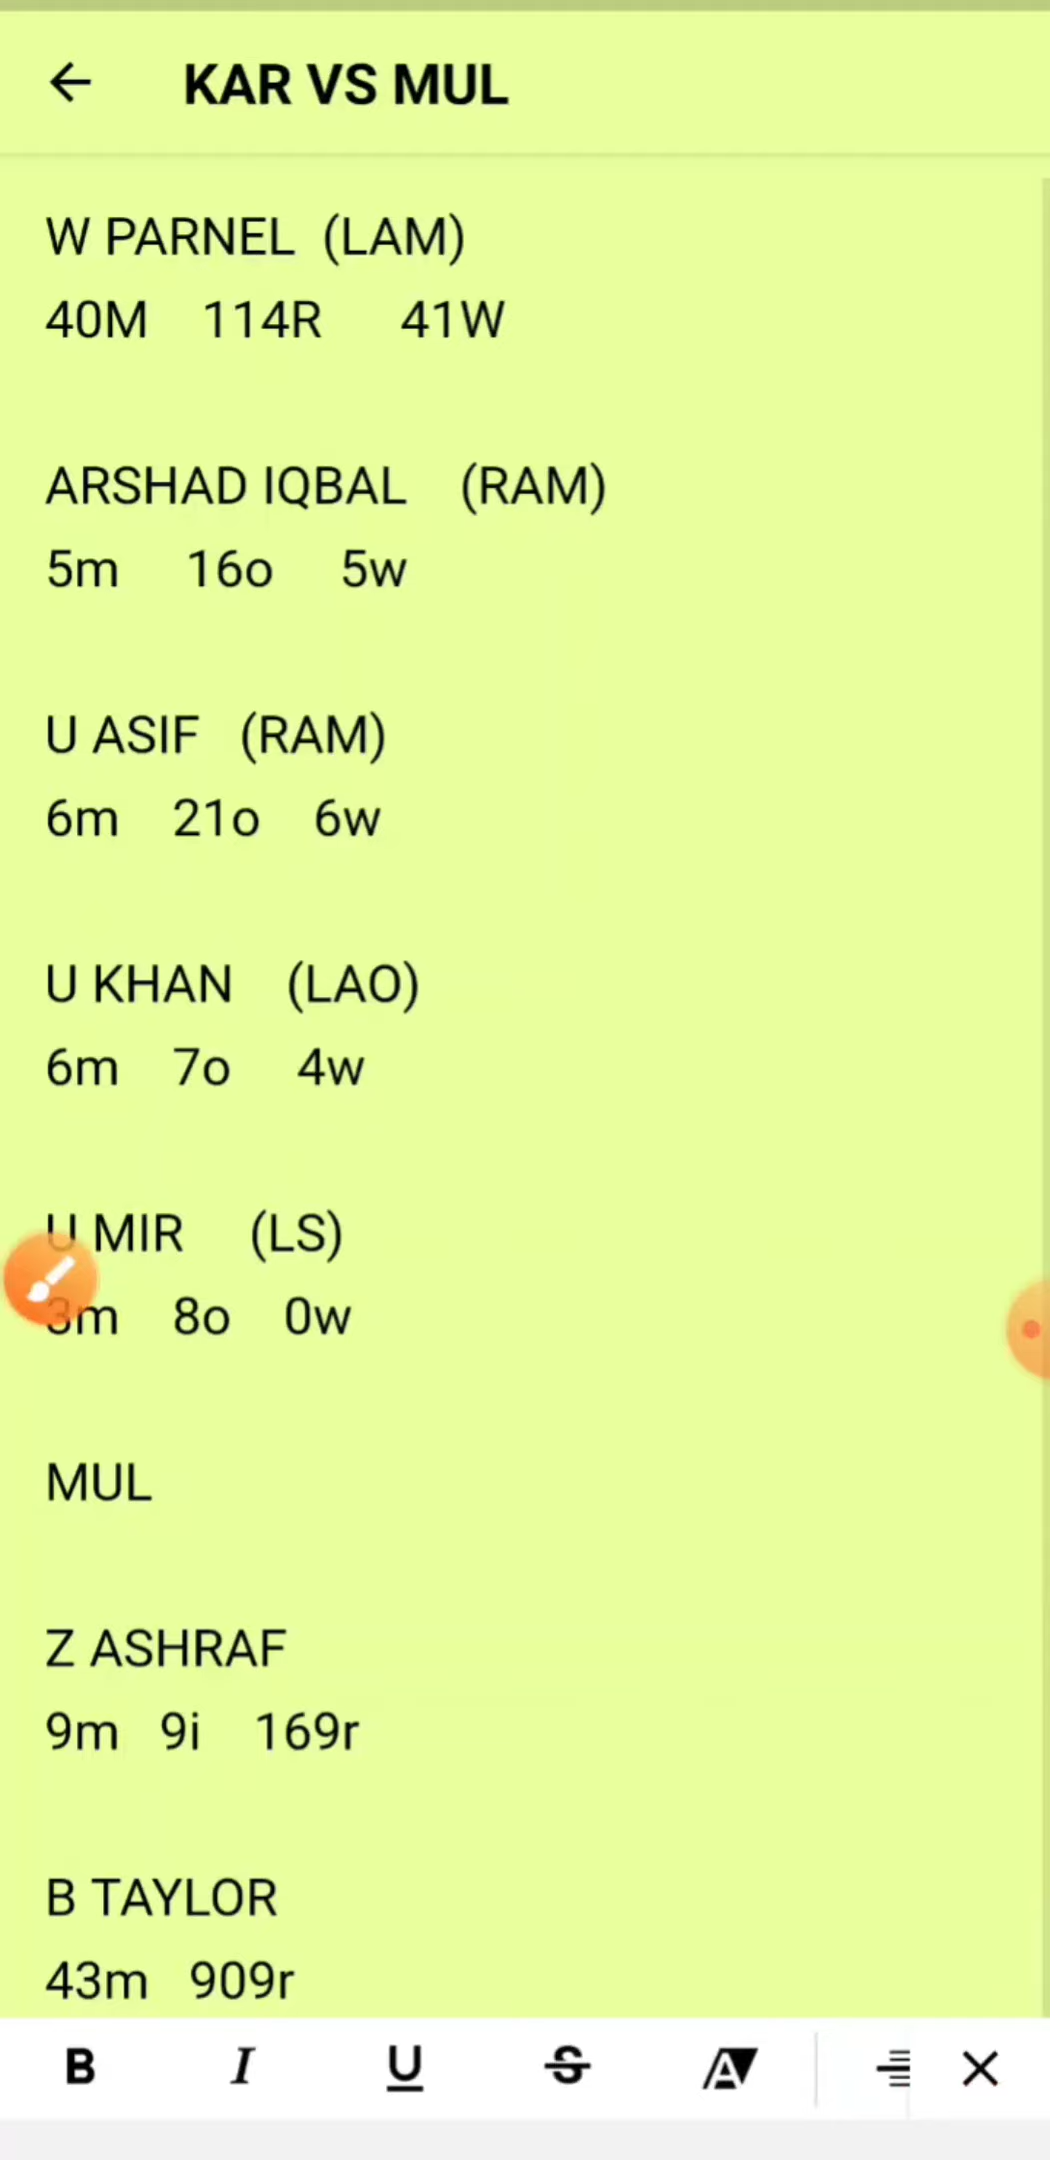 KAR VS MUL
W PARNEL (LAM)
40M 114R 41W
ARSHAD IQBAL (RAM)
5m 16o 5w
U ASIF (RAM)
6m 21o 6w
U KHAN (LAO)
6m 7o 4w
U MIR (LS)
3m 8o 0w
MUL
Z ASHRAF
9m 9i 169r
B TAYLOR
43m 909r
B I U S A